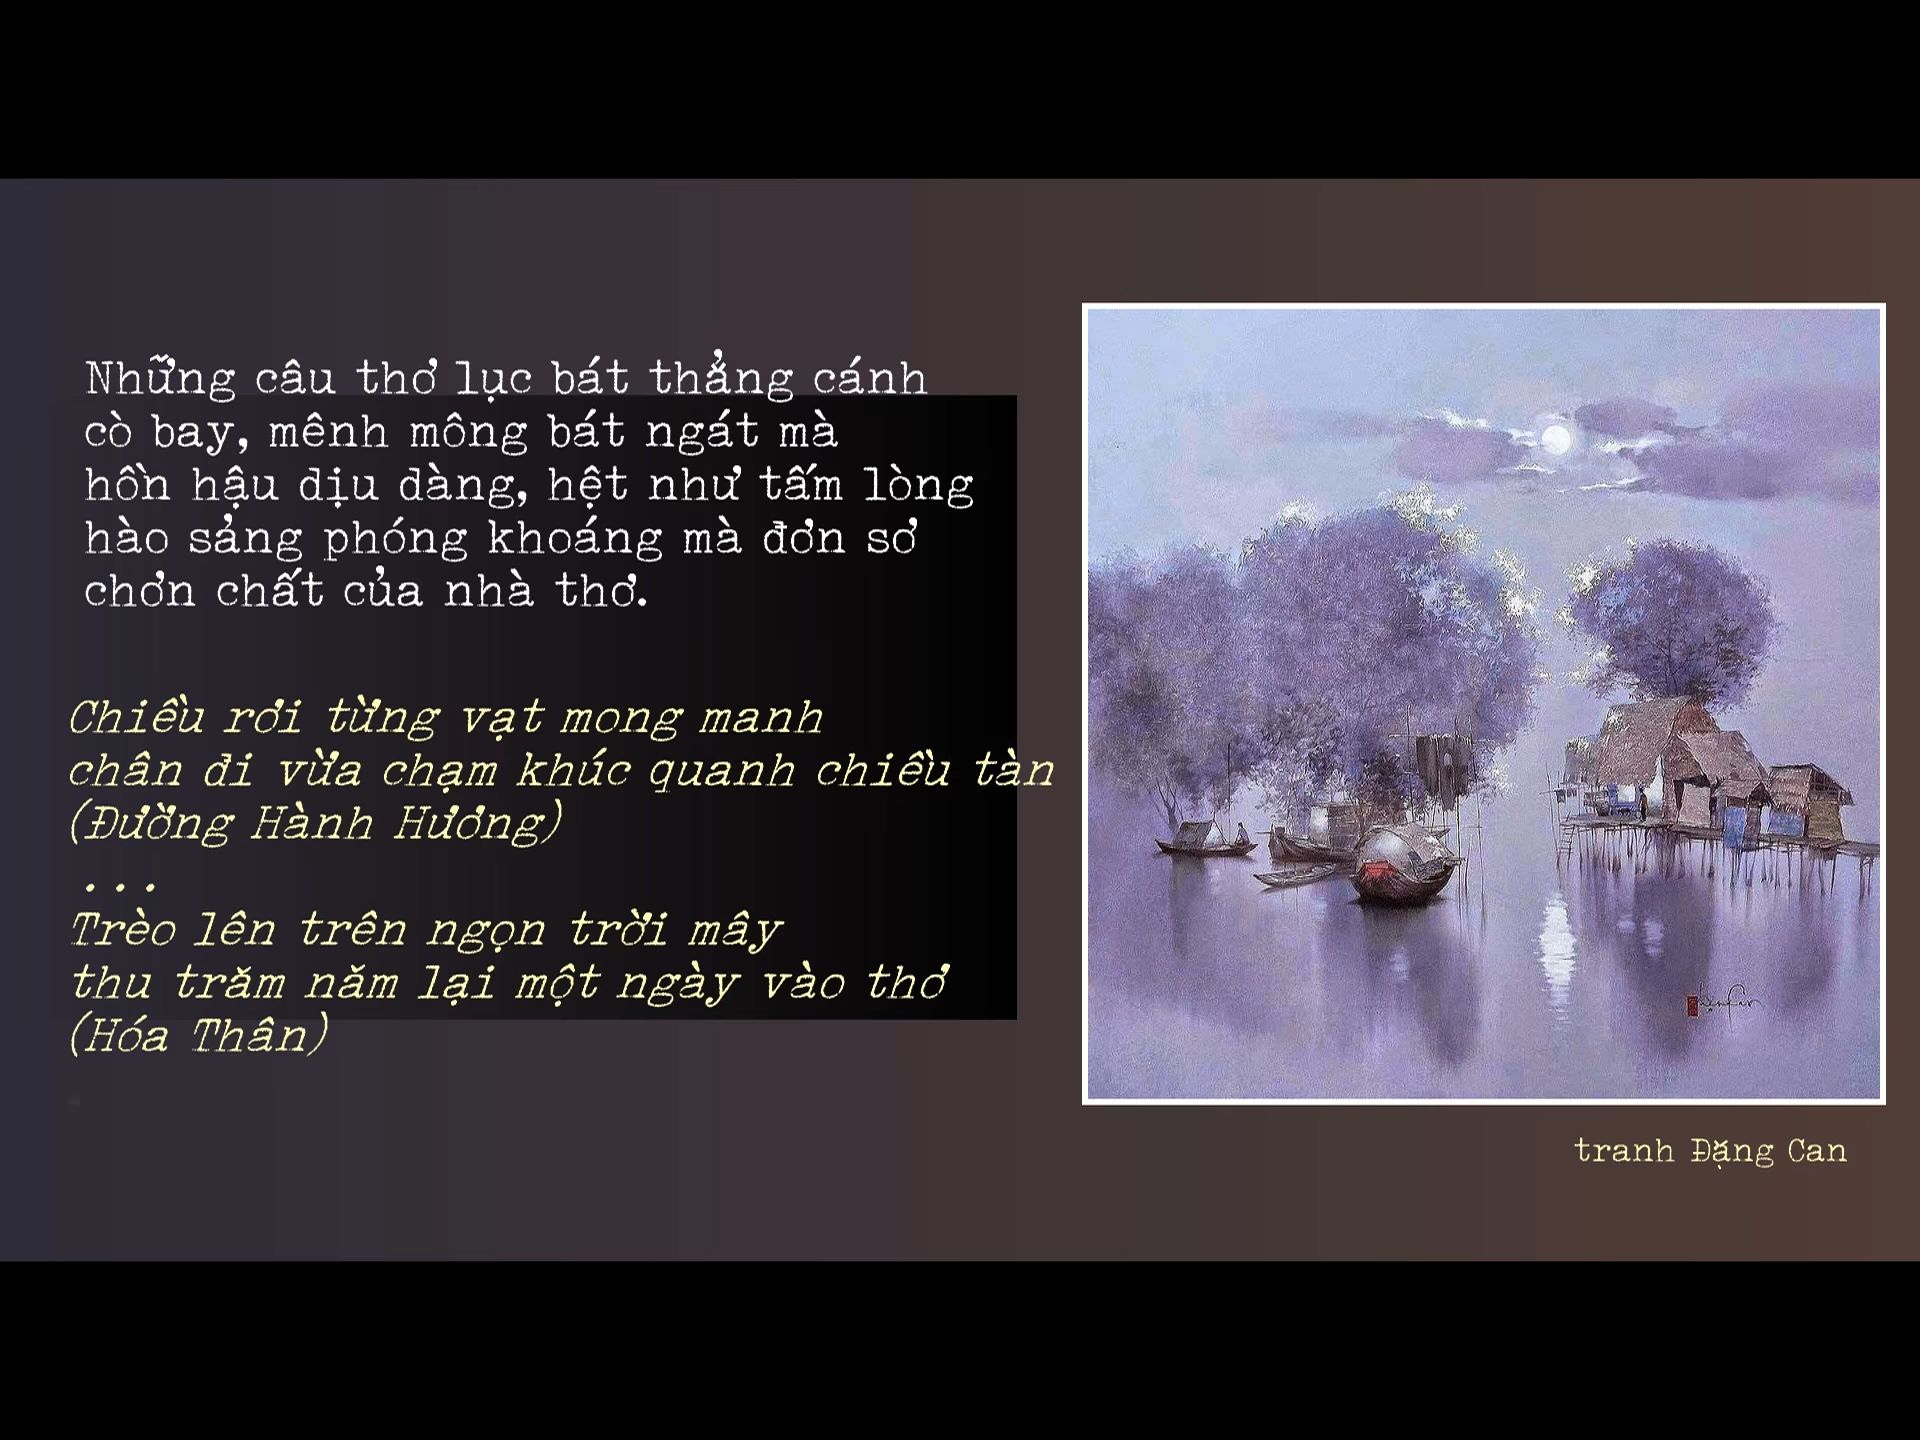 Những câu thơ lục bát thẳng cánh
cò bay, mênh mông bát ngát mà
hồn hậu dịu dàng, hệt như tấm lòng
hào sảng phóng khoáng mà đơn sơ
chơn chất của nhà thơ.
Chiều rơi từng vạt mong manh
chân đi vừa chạm khúc quanh chiều tàn
(Đường Hành Hương)
...
Trèo lên trên ngọn trời mây
thu trăm năm lại một ngày vào thơ
(Hóa Thân)
tranh Đặng Can